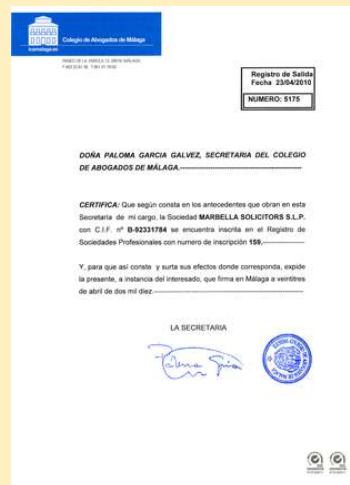 Colegio de Abogados de Málaga
icamalaga.es
Registro de Salida
Fecha 23/04/2010
NUMERO: 5175
DOÑA PALOMA GARCIA GALVEZ, SECRETARIA DEL COLEGIO
DE ABOGADOS DE MÁLAGA.
CERTIFICA: Que según consta en los antecedentes que obran en esta
Secretaria de mi cargo, la Sociedad MARBELLA SOLICITORS S.L.P.
con C.I.F. nº B-92331784 se encuentra inscrita en el Registro de
Sociedades Profesionales con numero de inscripción 159.
Y, para que así conste y surta sus efectos donde corresponda, expide
la presente, a instancia del interesado, que firma en Málaga a veintitres
de abril de dos mil diez.
LA SECRETARIA